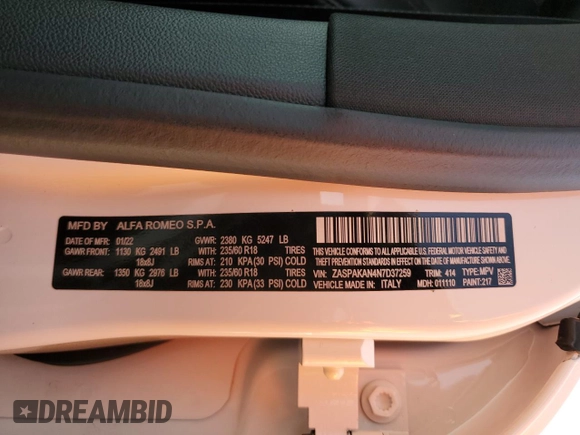 MFD BY ALFA ROMEO S.P.A.
DATE OF MFR: 01/22 GVWR: 2380 KG 5247 LB
GAWR FRONT: 1130 KG 2491 LB WITH: 235/60 R18 TIRES
18x8J RIMS AT: 210 KPA(30 PSI) COLD
GAWR REAR: 1350 KG 2976 LB WITH: 235/60 R18 TIRES
18x8J RIMS AT: 230 KPA(33 PSI) COLD
THIS VEHICLE CONFORMS TO ALL APPLICABLE
FEDERAL MOTOR VEHICLE SAFETY
AND THEFT PREVENTION STANDARDS IN EFFECT ON
THE DATE OF MANUFACTURE SHOWN ABOVE.
VIN: ZASPAKAN4N7D37259 TRIM: 414 TYPE: MPV
VEHICLE MADE IN: ITALY MDH: 011110 PAINT: 217
DREAMBID